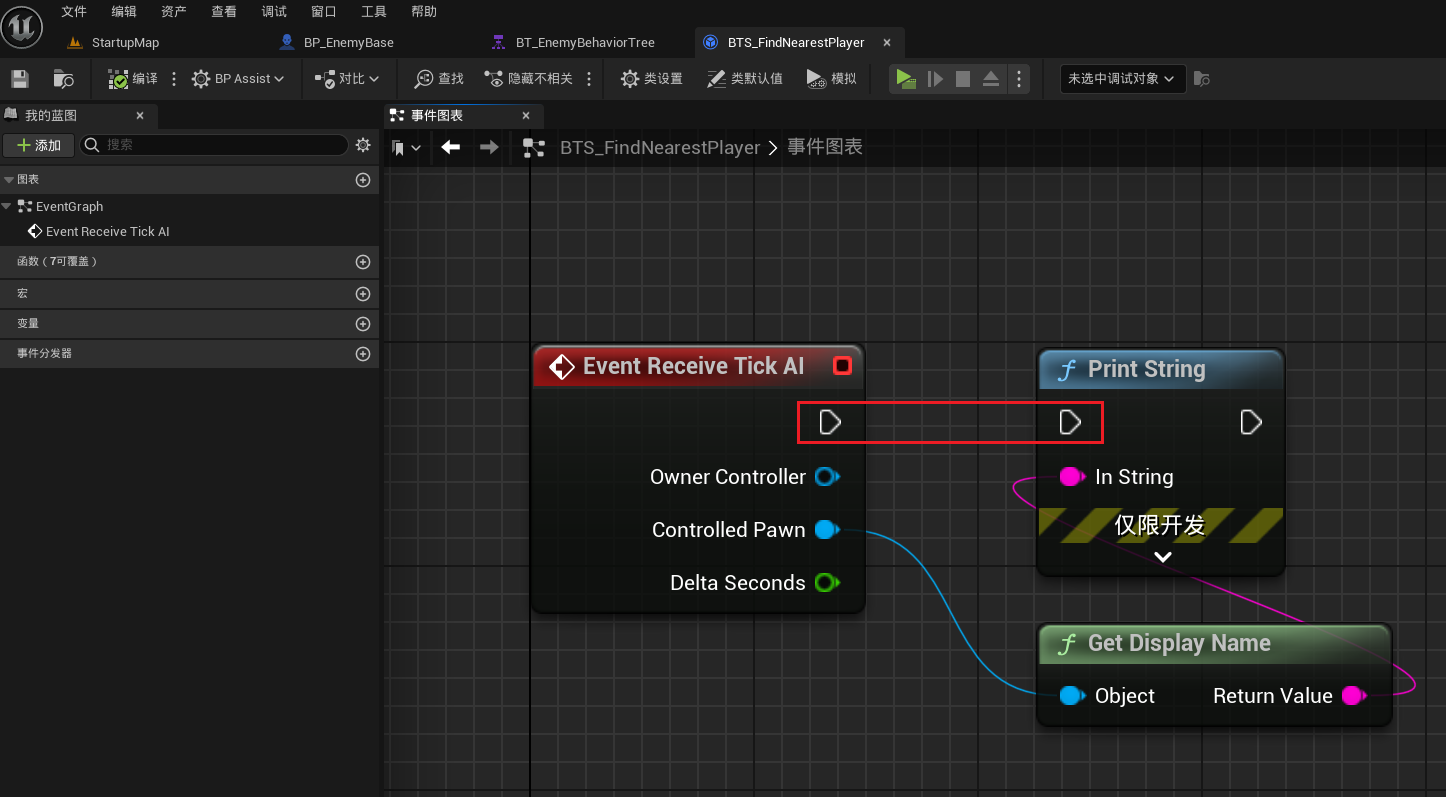 文件 编辑 资产 查看 调试 窗口 工具 帮助
StartupMap BP_EnemyBase BT_EnemyBehaviorTree BTS_FindNearestPlayer
编译 BP Assist 对比 查找 隐藏不相关 类设置 类默认值 模拟 未选中调试对象
我的蓝图
添加 搜索
图表
EventGraph
Event Receive Tick AI
函数（7可覆盖）
宏
变量
事件分发器
事件图表
BTS_FindNearestPlayer > 事件图表
Event Receive Tick AI
Owner Controller
Controlled Pawn
Delta Seconds
Print String
In String
仅限开发
Get Display Name
Object Return Value